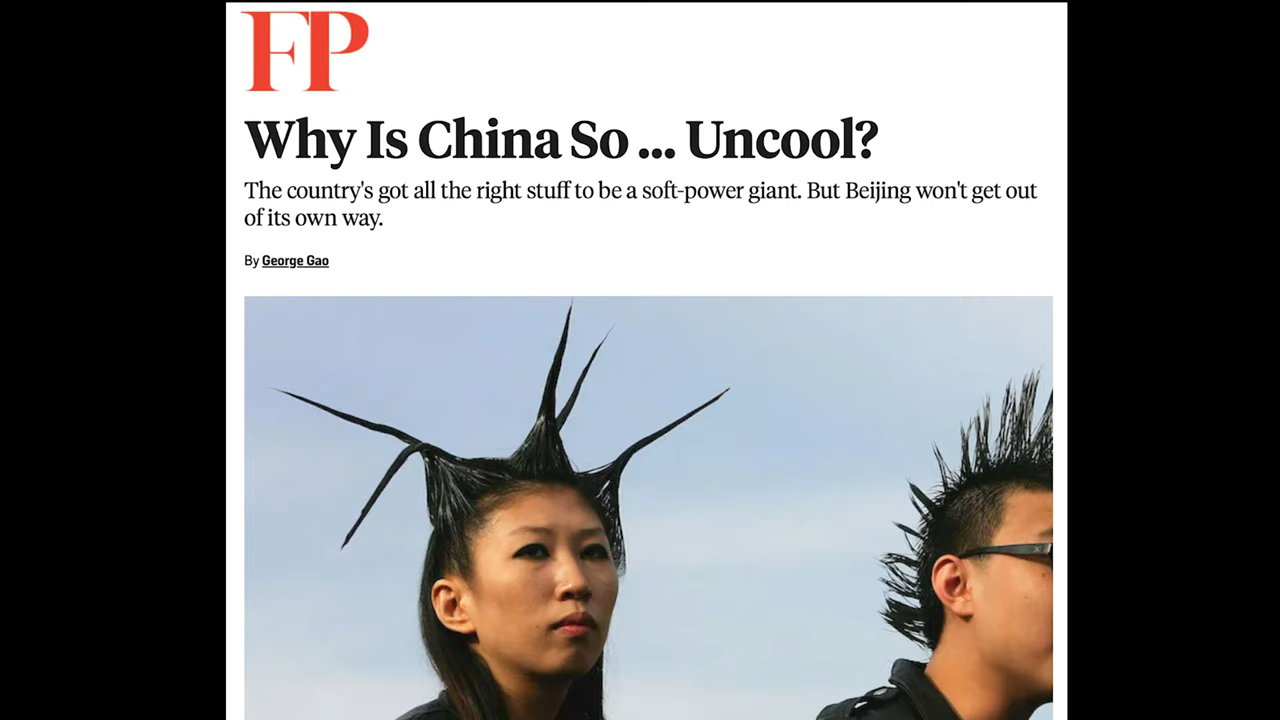 FP
Why Is China So ... Uncool?
The country's got all the right stuff to be a soft-power giant. But Beijing won't get out
of its own way.
By George Gao